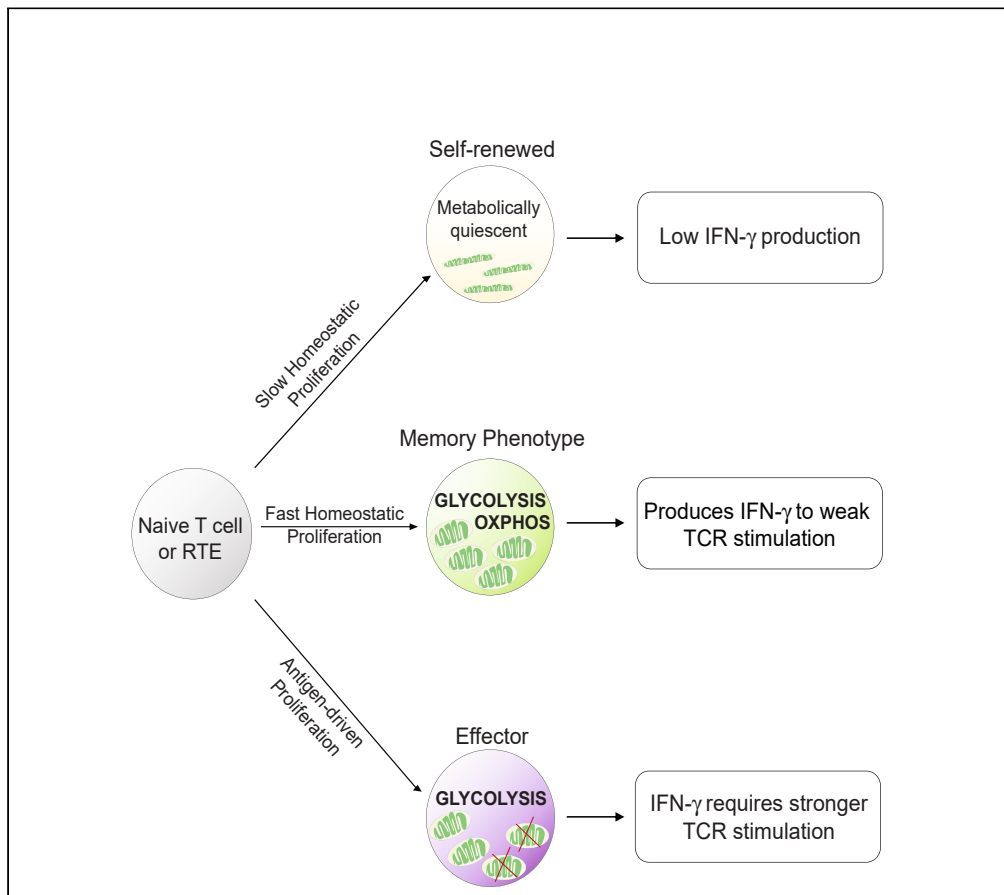 Self-renewed
Metabolically
quiescent
Low IFN-γ production
Slow Homeostatic
Proliferation
Memory Phenotype
Naive T cell
or RTE
Fast Homeostatic
Proliferation
GLYCOLYSIS
OXPHOS
Produces IFN-γ to weak
TCR stimulation
Antigen-driven
Proliferation
Effector
GLYCOLYSIS
IFN-γ requires stronger
TCR stimulation